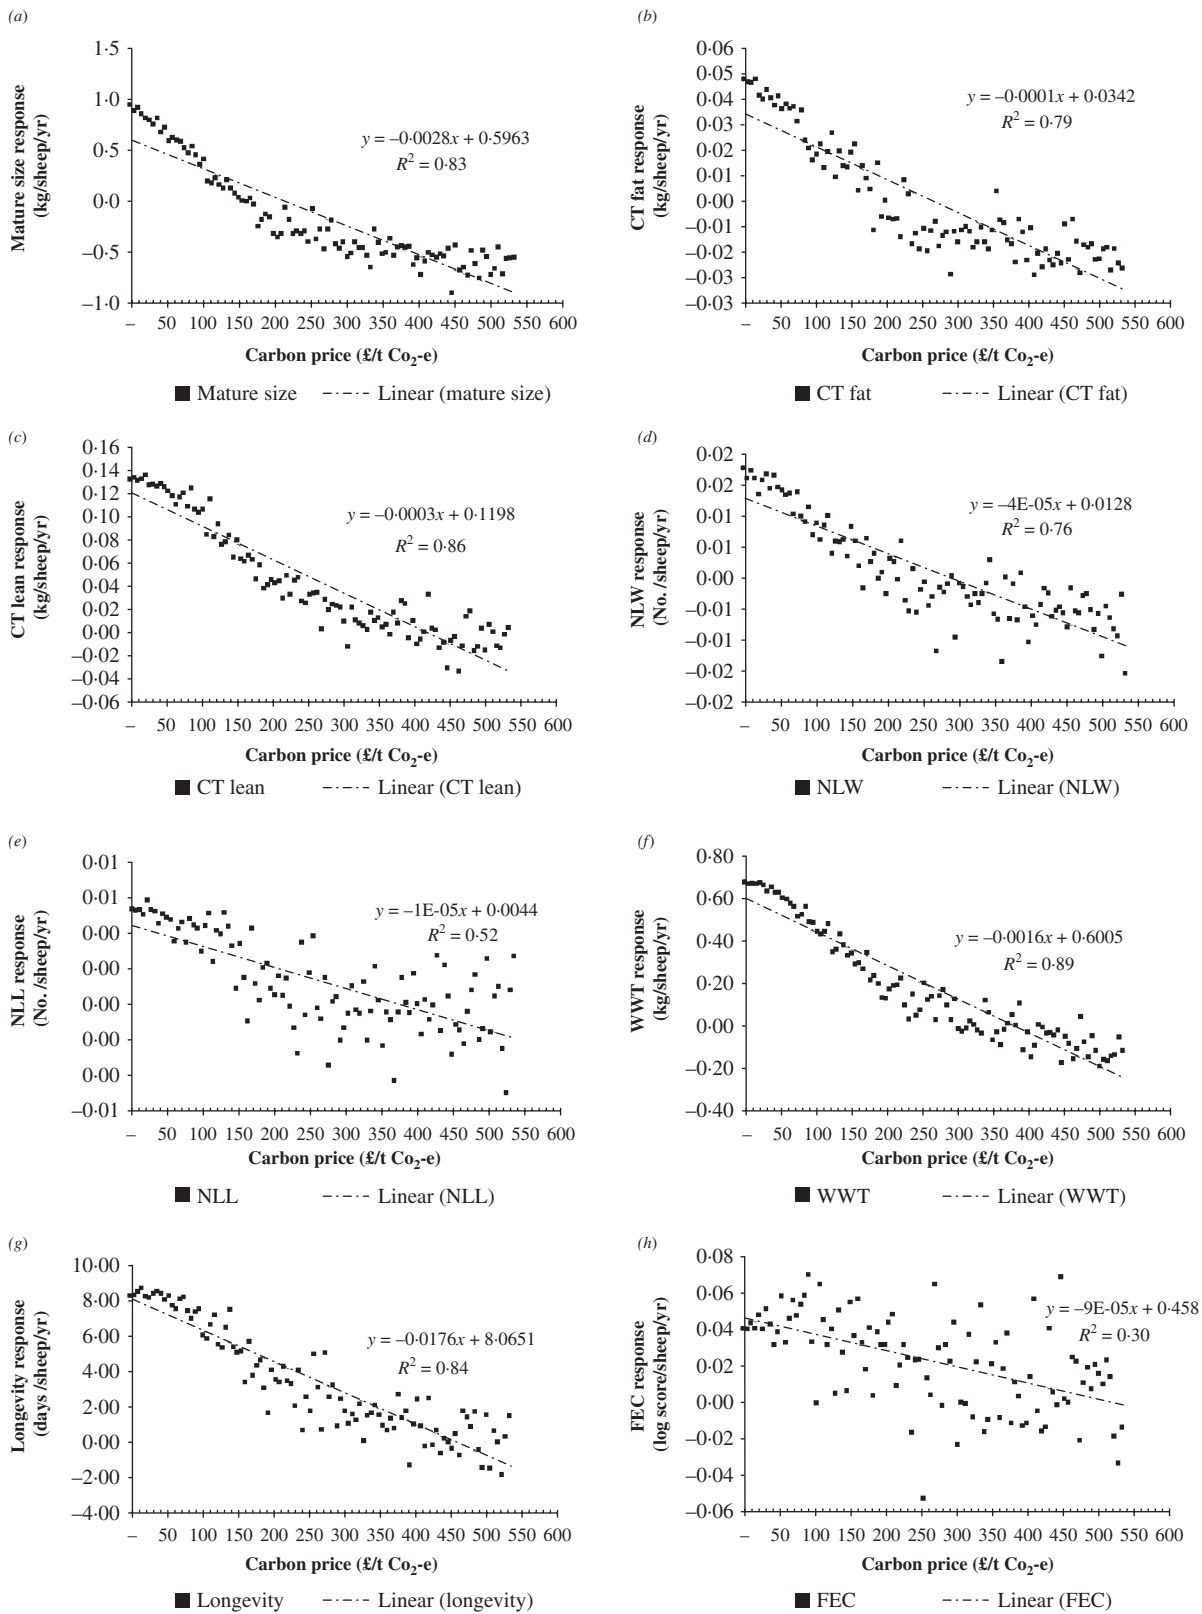 (a)
Mature size response
(kg/sheep/yr)
1·5
1·0
0·5
0·0
–0·5
–1·0
y = –0·0028x + 0·5963
R2 = 0·83
– 50 100 150 200 250 300 350 400 450 500 550 600
Carbon price (£/t Co2-e)
Mature size Linear (mature size)
(b)
CT fat response
(kg/sheep/yr)
0·06
0·05
0·04
0·03
0·02
0·01
0·00
–0·01
–0·02
–0·03
–0·03
y = –0·0001x + 0·0342
R2 = 0·79
– 50 100 150 200 250 300 350 400 450 500 550 600
Carbon price (£/t Co2-e)
CT fat Linear (CT fat)
(c)
CT lean response
(kg/sheep/yr)
0·16
0·14
0·12
0·10
0·08
0·06
0·04
0·02
0·00
–0·02
–0·04
–0·06
y = –0·0003x + 0·1198
R2 = 0·86
– 50 100 150 200 250 300 350 400 450 500 550 600
Carbon price (£/t Co2-e)
CT lean Linear (CT lean)
(d)
NLW response
(No./sheep/yr)
0·02
0·02
0·01
0·01
0·00
–0·01
–0·01
–0·02
–0·02
y = –4E-05x + 0·0128
R2 = 0·76
– 50 100 150 200 250 300 350 400 450 500 550 600
Carbon price (£/t Co2-e)
NLW Linear (NLW)
(e)
NLL response
(No./sheep/yr)
0·01
0·01
0·00
0·00
0·00
0·00
0·00
–0·01
y = –1E-05x + 0·0044
R2 = 0·52
– 50 100 150 200 250 300 350 400 450 500 550 600
Carbon price (£/t Co2-e)
NLL Linear (NLL)
(f)
WWT response
(kg/sheep/yr)
0·80
0·60
0·40
0·20
0·00
–0·20
–0·40
y = –0·0016x + 0·6005
R2 = 0·89
– 50 100 150 200 250 300 350 400 450 500 550 600
Carbon price (£/t Co2-e)
WWT Linear (WWT)
(g)
Longevity response
(days /sheep/yr)
10·00
8·00
6·00
4·00
2·00
0·00
–2·00
–4·00
y = –0·0176x + 8·0651
R2 = 0·84
– 50 100 150 200 250 300 350 400 450 500 550 600
Carbon price (£/t Co2-e)
Longevity Linear (longevity)
(h)
FEC response
(log score/sheep/yr)
0·08
0·06
0·04
0·02
0·00
–0·02
–0·04
–0·06
y = –9E-05x + 0·458
R2 = 0·30
– 50 100 150 200 250 300 350 400 450 500 550 600
Carbon price (£/t Co2-e)
FEC Linear (FEC)